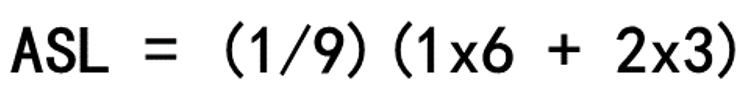 ASL = (1/9)(1x6 + 2x3)